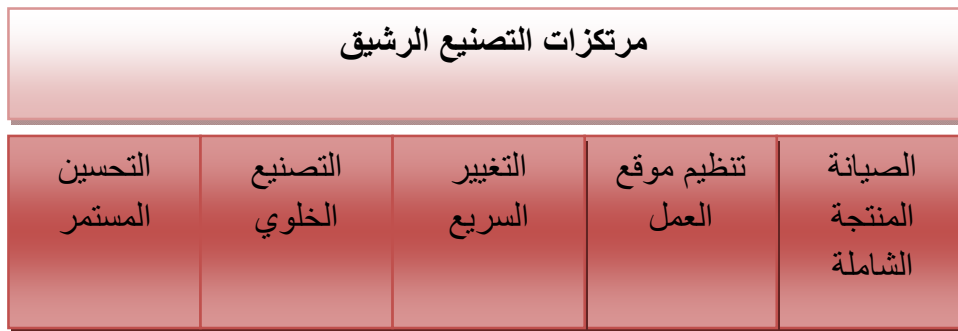 مرتكزات التصنيع الرشيق
الصيانة
المنتجة
الشاملة
تنظيم موقع
العمل
التغيير
السريع
التصنيع
الخلوي
التحسين
المستمر